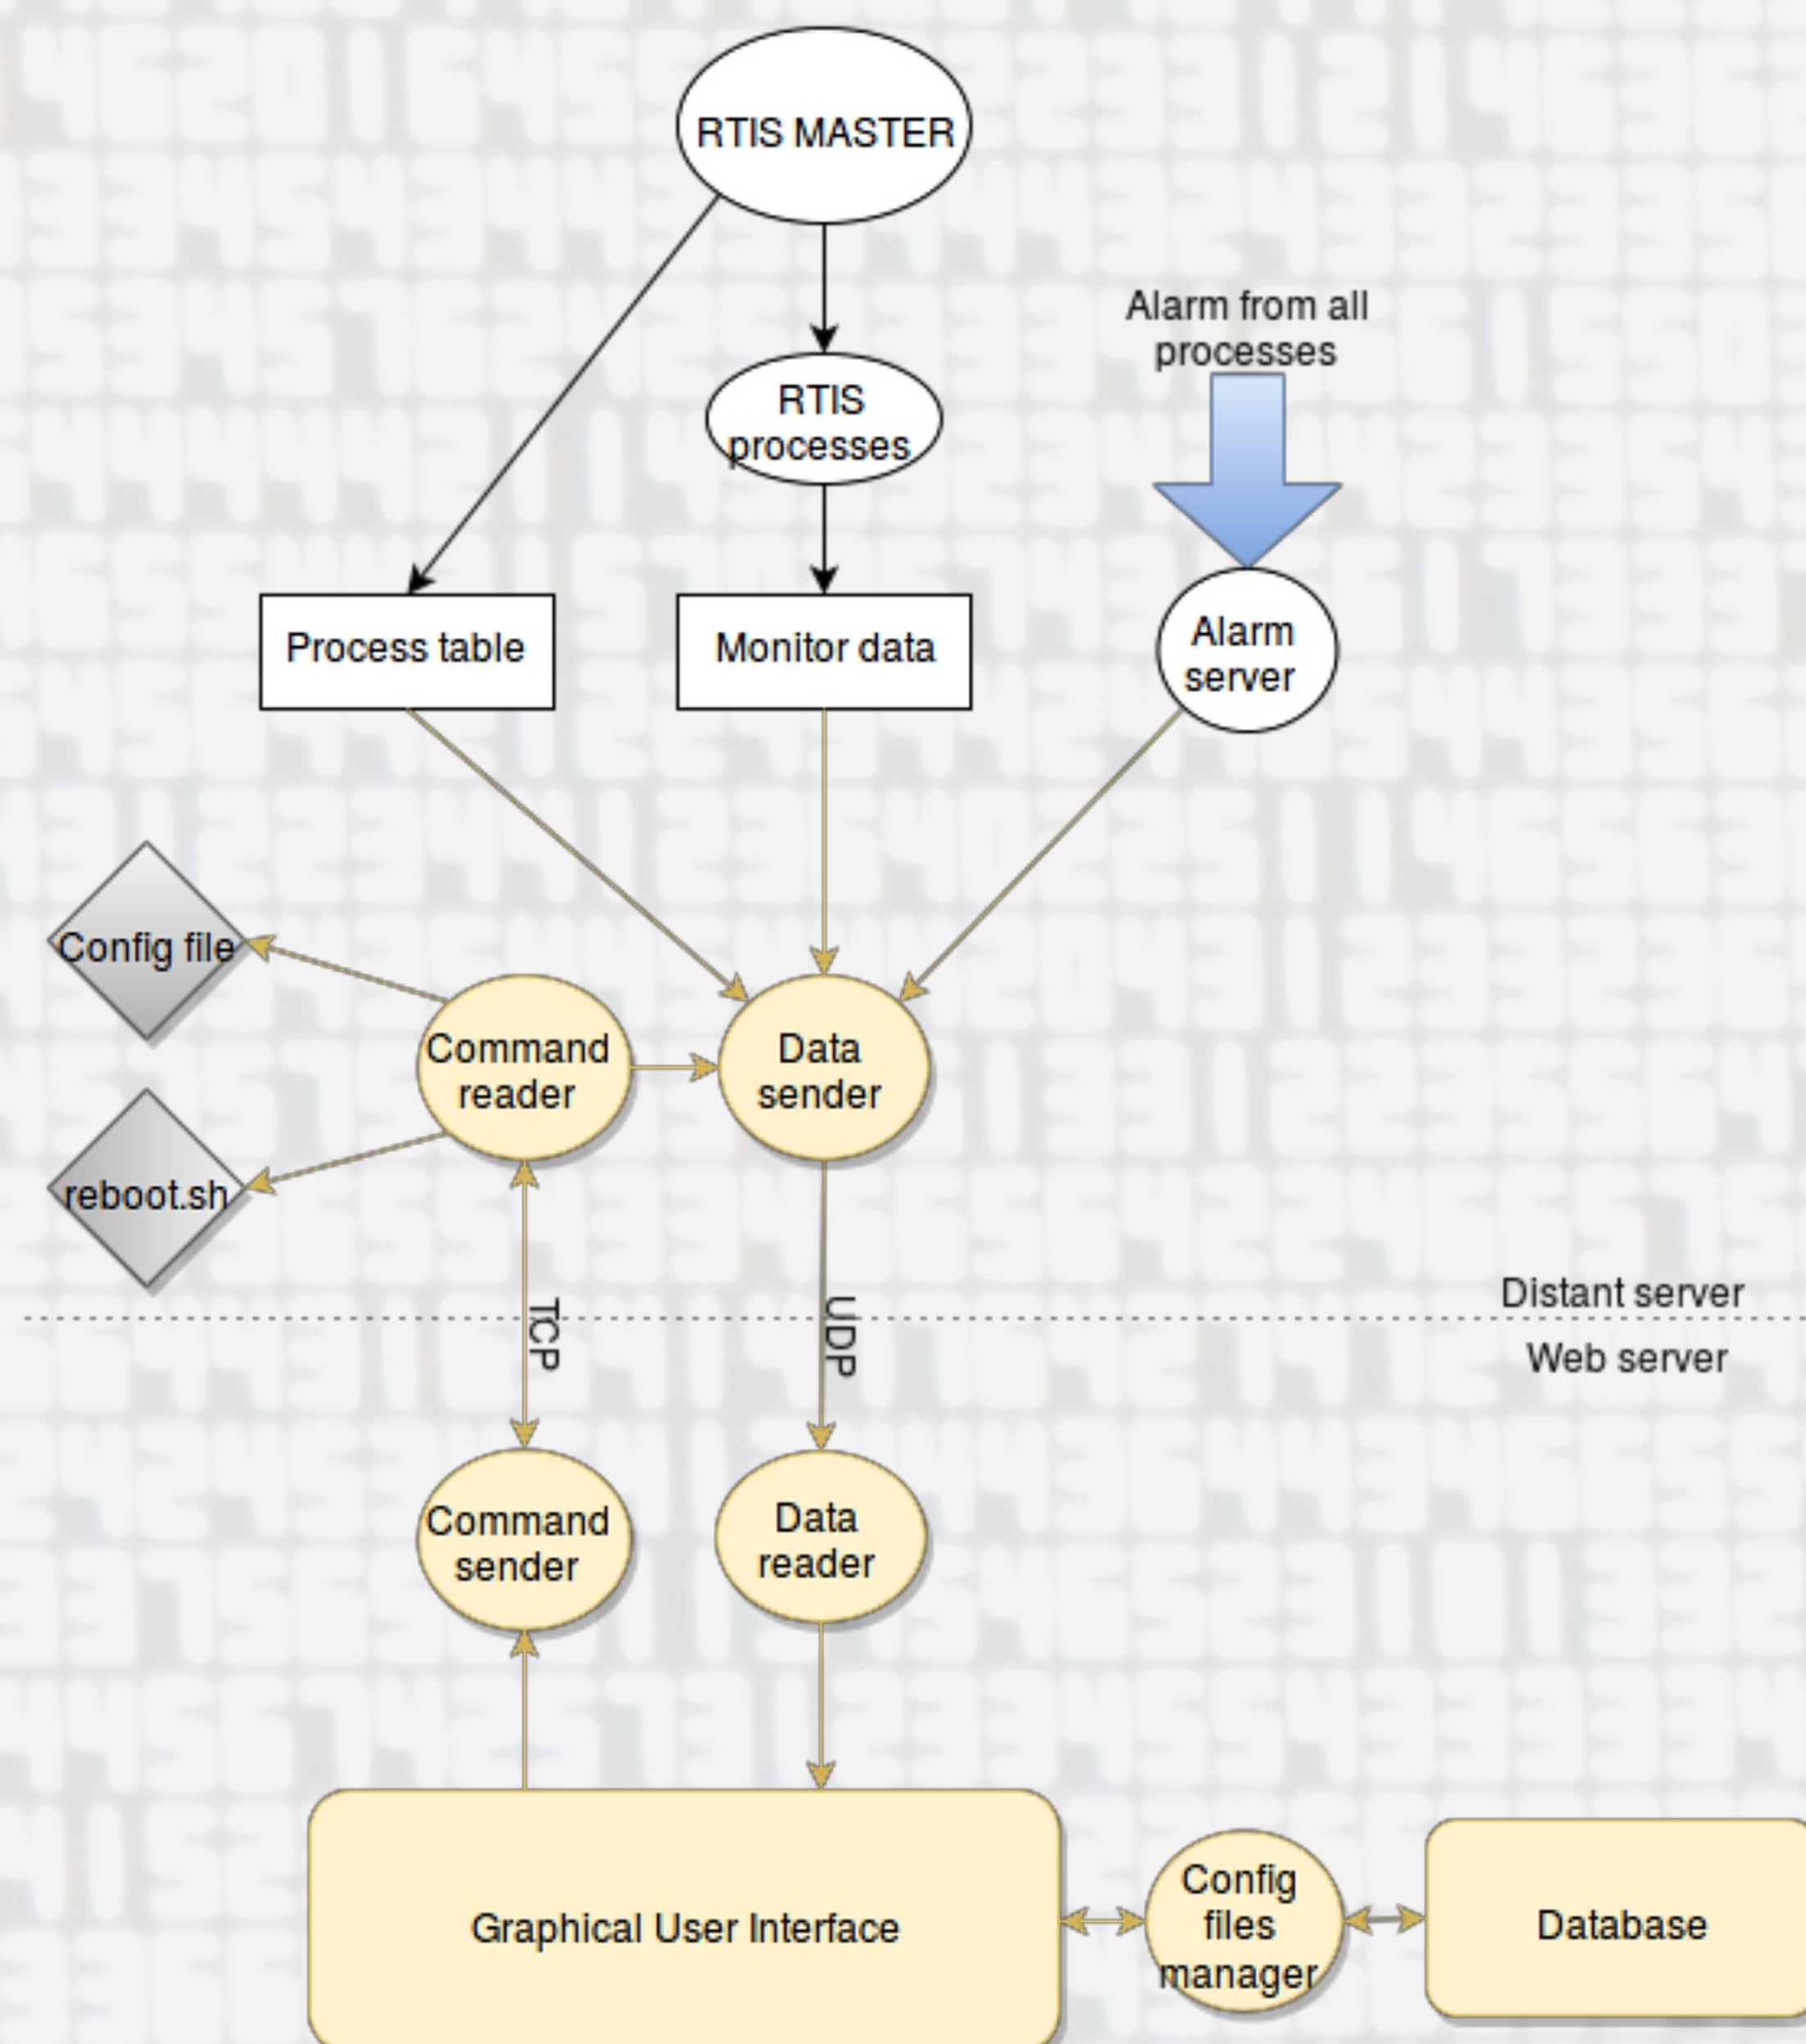 RTIS MASTER
Alarm from all
processes
RTIS
processes
Process table
Monitor data
Alarm
server
Config file
Command
reader
Data
sender
reboot.sh
TCP
UDP
Distant server
Web server
Command
sender
Data
reader
Graphical User Interface
Config
files
manager
Database